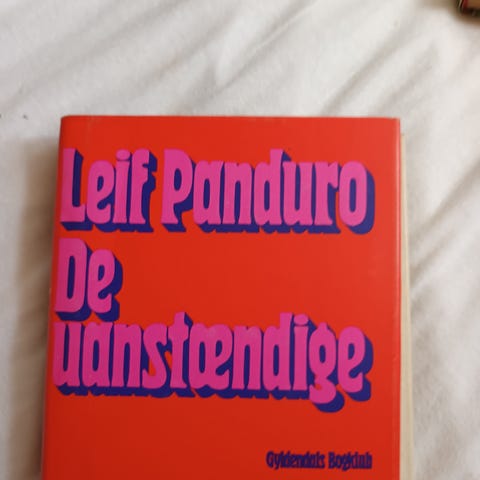 Leif Panduro
De
uanstændige
Gyldendals Bogklub